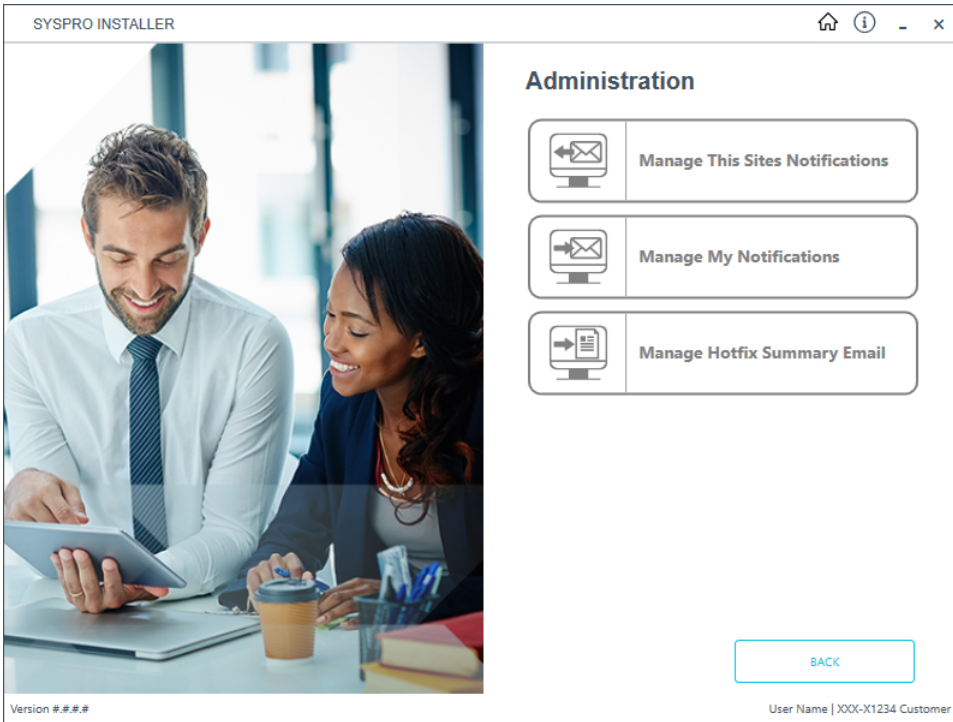 SYSPRO INSTALLER
Administration
Manage This Sites Notifications
Manage My Notifications
Manage Hotfix Summary Email
BACK
Version #.#.#.#
User Name | XXX-X1234 Customer